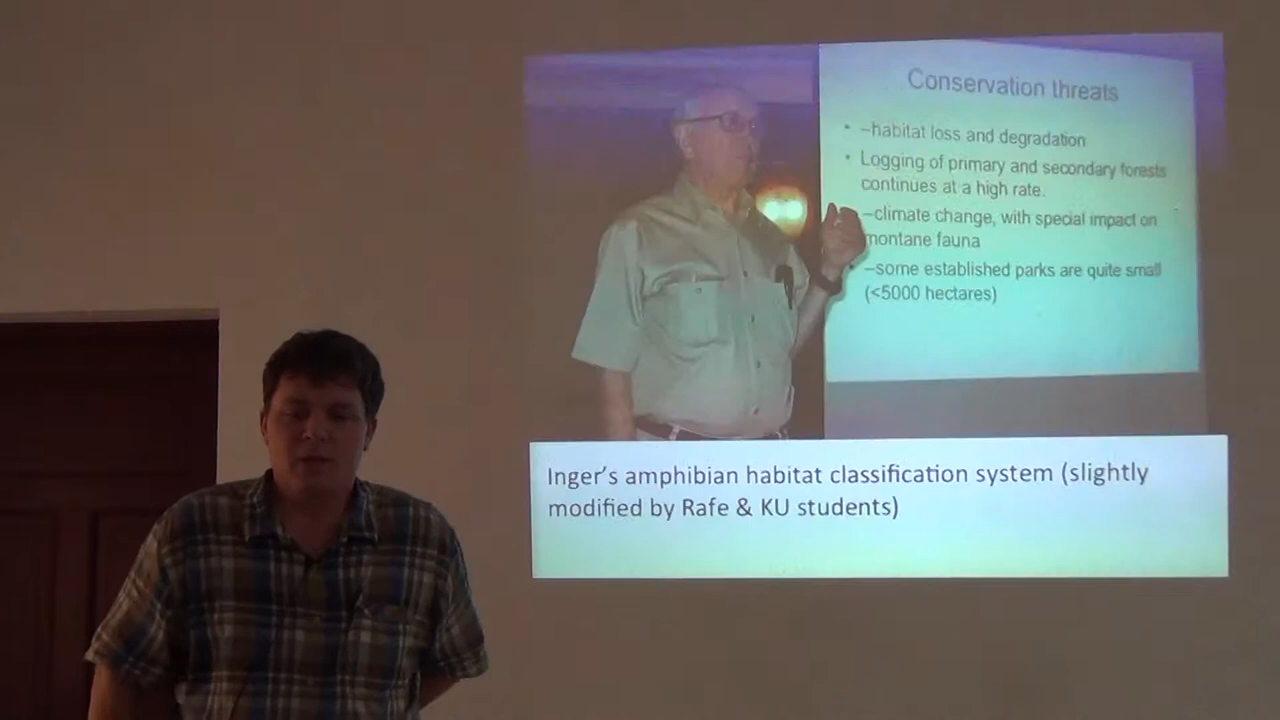 Conservation threats
• –habitat loss and degradation
• Logging of primary and secondary forests
continues at a high rate.
–climate change, with special impact on
montane fauna
• –some established parks are quite small
(<5000 hectares)
Inger's amphibian habitat classification system (slightly
modified by Rafe & KU students)